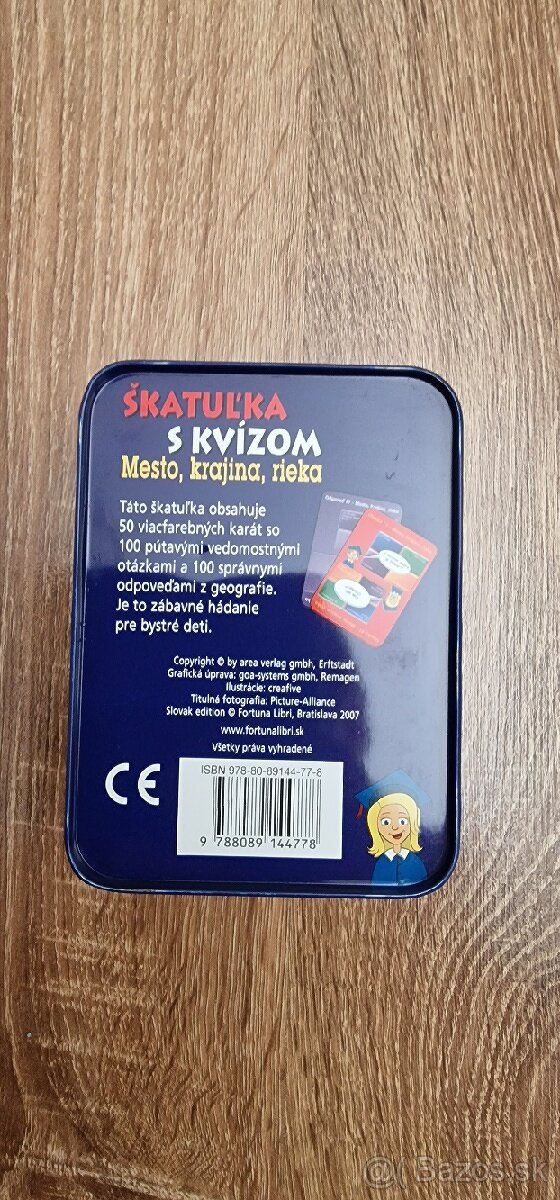 ŠKATUĽKA
S KVÍZOM
Mesto, krajina, rieka
Táto škatuľka obsahuje
50 viacfarebných karát so
100 pútavými vedomostnými
otázkami a 100 správnymi
odpoveďami z geografie.
Je to zábavné hádanie
pre bystré deti.
Copyright © by area verlag gmbh, Erftstadt
Grafická úprava: goa-systems gmbh, Remagen
Ilustrácie: creafive
Titulná fotografia: Picture-Alliance
Slovak edition © Fortuna Libri, Bratislava 2007
www.fortunalibri.sk
Všetky práva vyhradené
CE
ISBN 978-80-89144-77-8
9 788089 144778
Bazos.sk